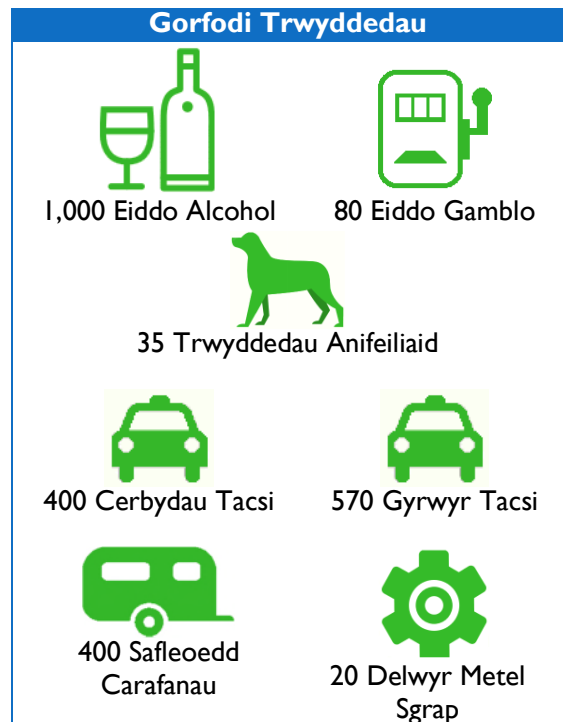 Gorfodi Trwyddedau
1,000 Eiddo Alcohol
80 Eiddo Gamblo
35 Trwyddedau Anifeiliaid
400 Cerbydau Tacsi
570 Gyrwyr Tacsi
400 Safleoedd
Carafanau
20 Delwyr Metel
Sgrap